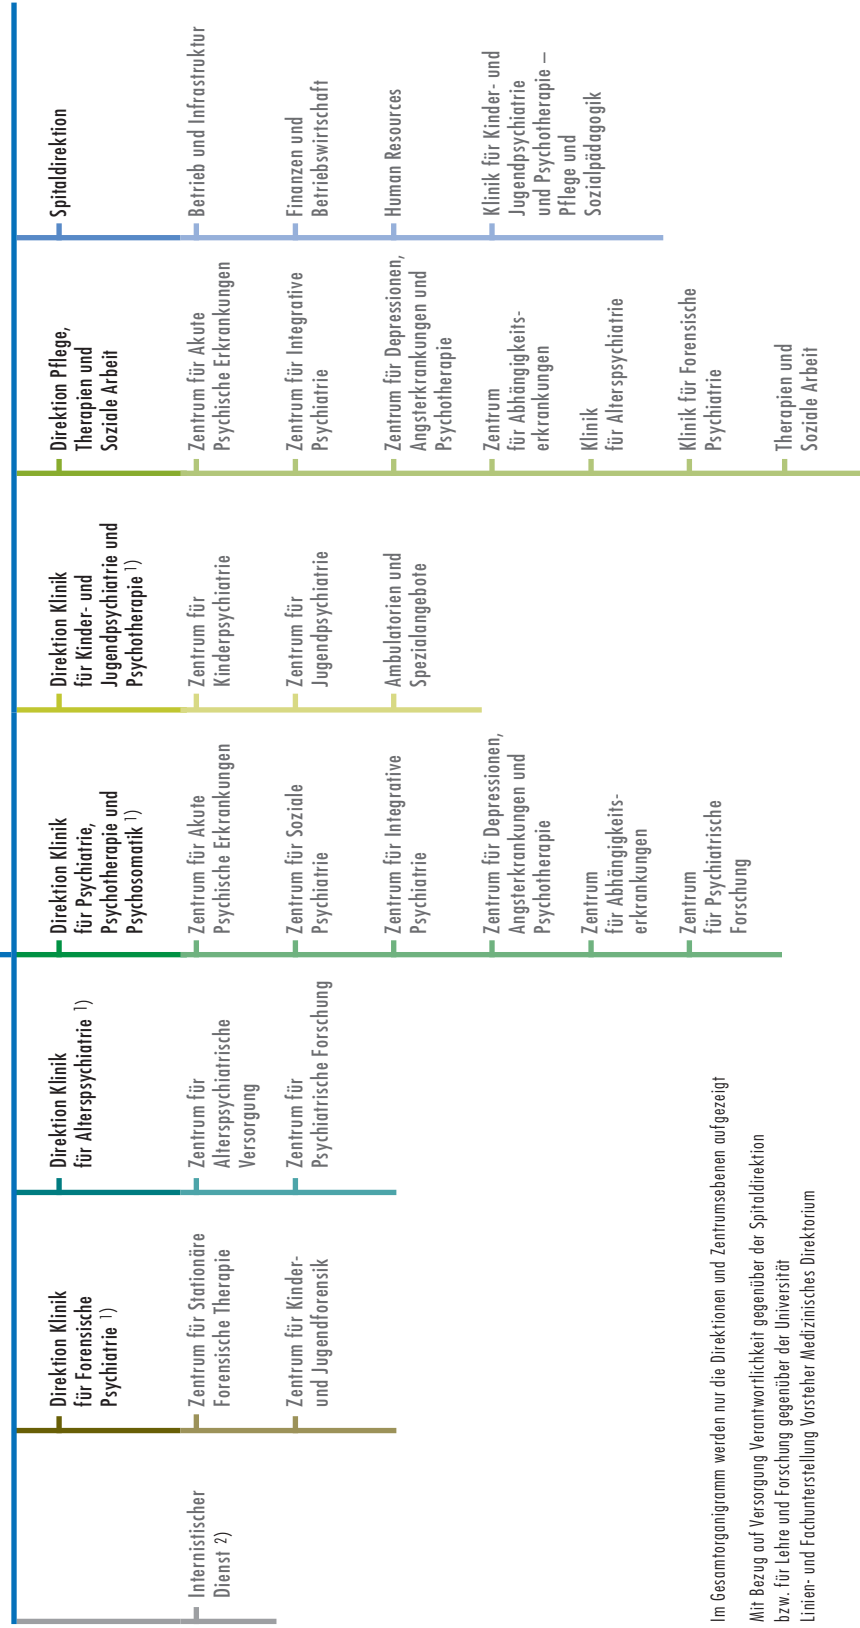 Internistischer
Dienst 2)
Direktion Klinik
für Forensische
Psychiatrie 1)
Zentrum für Stationäre
Forensische Therapie
Zentrum für Kinder-
und Jugendforensik
Direktion Klinik
für Alterspsychiatrie 1)
Zentrum für
Alterspsychiatrische
Versorgung
Zentrum für
Psychiatrische Forschung
Direktion Klinik
für Psychiatrie,
Psychotherapie und
Psychosomatik 1)
Zentrum für Akute
Psychische Erkrankungen
Zentrum für Soziale
Psychiatrie
Zentrum für Integrative
Psychiatrie
Zentrum für Depressionen,
Angsterkrankungen und
Psychotherapie
Zentrum
für Abhängigkeits-
erkrankungen
Zentrum
für Psychiatrische
Forschung
Direktion Klinik
für Kinder- und
Jugendpsychiatrie und
Psychotherapie 1)
Zentrum für
Kinderpsychiatrie
Zentrum für
Jugendpsychiatrie
Ambulatorien und
Spezialangebote
Direktion Pflege,
Therapien und
Soziale Arbeit
Zentrum für Akute
Psychische Erkrankungen
Zentrum für Integrative
Psychiatrie
Zentrum für Depressionen,
Angsterkrankungen und
Psychotherapie
Zentrum
für Abhängigkeits-
erkrankungen
Klinik
für Alterspsychiatrie
Klinik für Forensische
Psychiatrie
Therapien und
Soziale Arbeit
Spitaldirektion
Betrieb und Infrastruktur
Finanzen und
Betriebswirtschaft
Human Resources
Klinik für Kinder- und
Jugendpsychiatrie
und Psychotherapie –
Pflege und
Sozialpädagogik
Im Gesamtorganigramm werden nur die Direktionen und Zentrumsebenen aufgezeigt
Mit Bezug auf Versorgung Verantwortlichkeit gegenüber der Spitaldirektion
bzw. für Lehre und Forschung gegenüber der Universität
Linien- und Fachunterstellung Vorsteher Medizinisches Direktorium